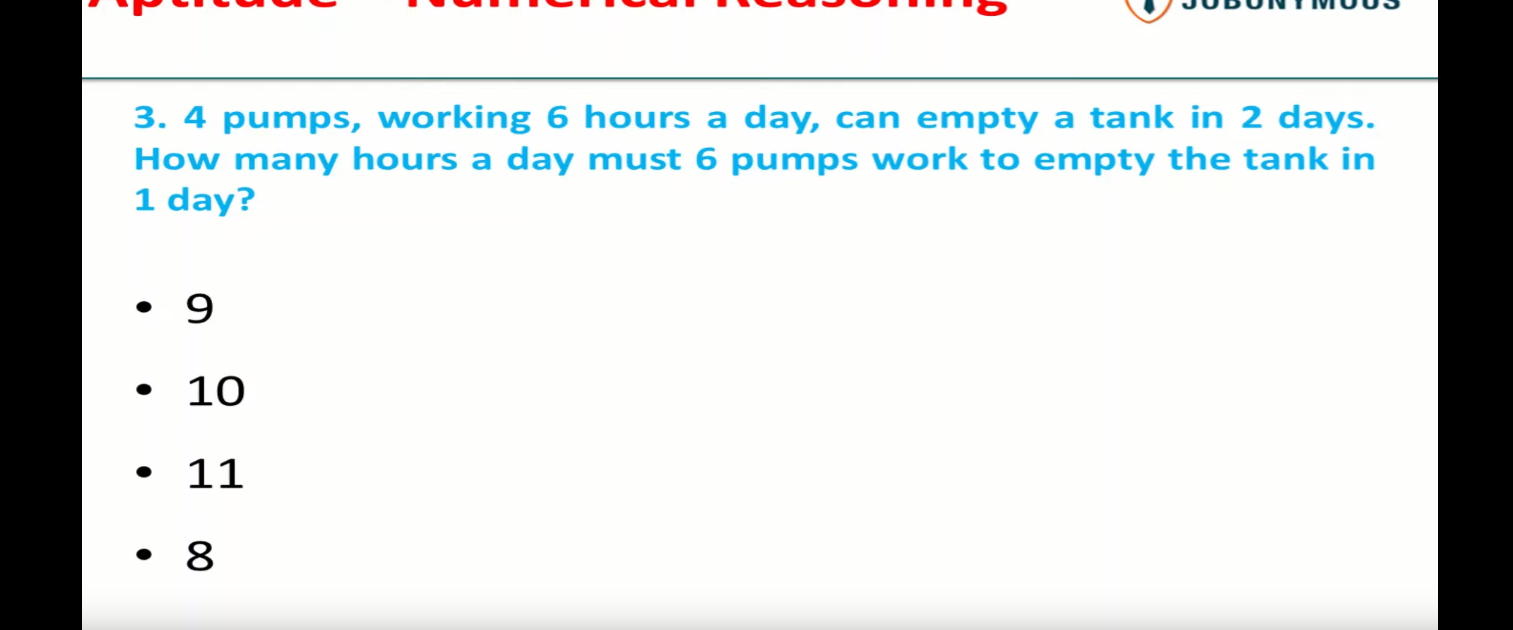 Aptitude – Numerical Reasoning
JOBONYMOUS
3. 4 pumps, working 6 hours a day, can empty a tank in 2 days.
How many hours a day must 6 pumps work to empty the tank in
1 day?
• 9
• 10
• 11
• 8